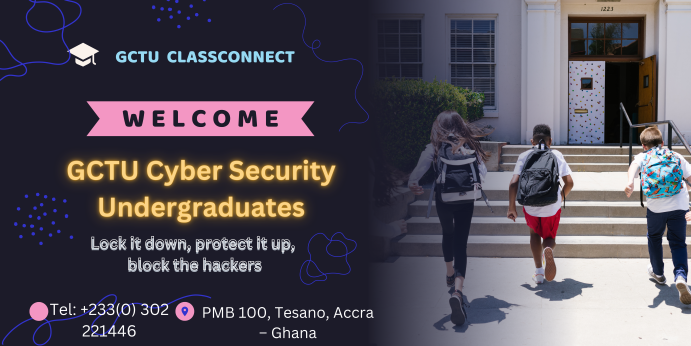 GCTU CLASSCONNECT
WELCOME
GCTU Cyber Security
Undergraduates
Lock it down, protect it up,
block the hackers
Tel: +233(0) 302
221446
PMB 100, Tesano, Accra
– Ghana
1223